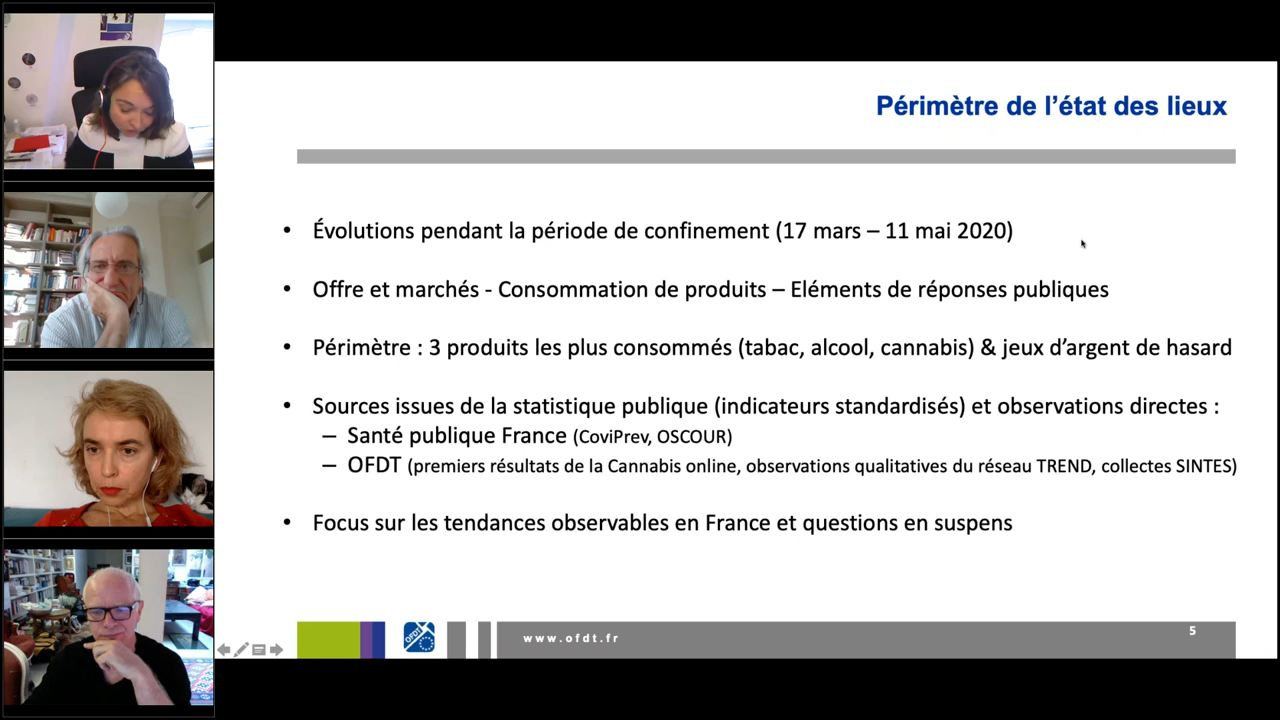 Périmètre de l’état des lieux
• Évolutions pendant la période de confinement (17 mars – 11 mai 2020)
• Offre et marchés - Consommation de produits – Eléments de réponses publiques
• Périmètre : 3 produits les plus consommés (tabac, alcool, cannabis) & jeux d’argent de hasard
• Sources issues de la statistique publique (indicateurs standardisés) et observations directes :
– Santé publique France (CoviPrev, OSCOUR)
– OFDT (premiers résultats de la Cannabis online, observations qualitatives du réseau TREND, collectes SINTES)
• Focus sur les tendances observables en France et questions en suspens
OFDT
www.ofdt.fr
5